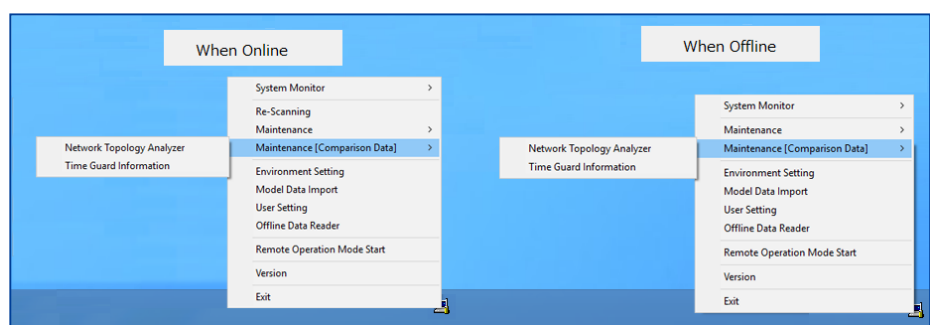 When Online
System Monitor
Re-Scanning
Maintenance
Maintenance [Comparison Data]
Network Topology Analyzer
Time Guard Information
Environment Setting
Model Data Import
User Setting
Offline Data Reader
Remote Operation Mode Start
Version
Exit
When Offline
System Monitor
Maintenance
Maintenance [Comparison Data]
Network Topology Analyzer
Time Guard Information
Environment Setting
Model Data Import
User Setting
Offline Data Reader
Remote Operation Mode Start
Version
Exit